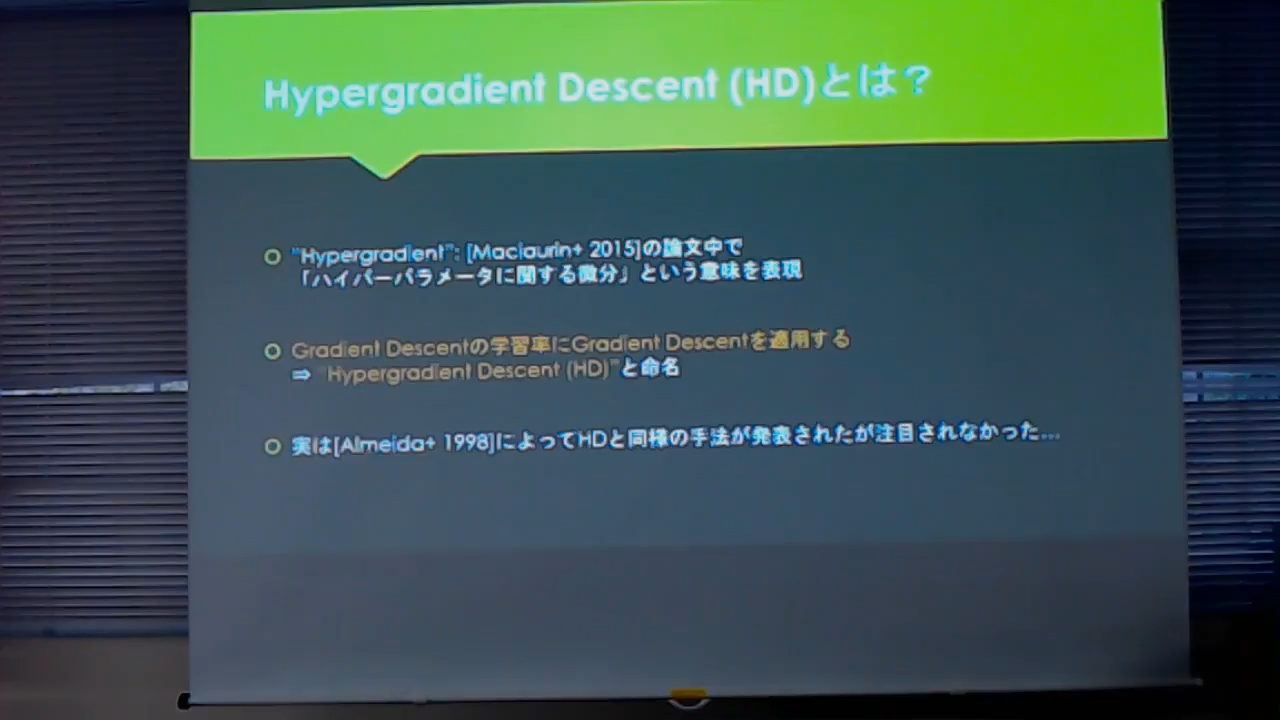 Hypergradient Descent (HD)とは？
"Hypergradient": [Maclaurin+ 2015]の論文中で
「ハイパーパラメータに関する微分」という意味を表現
Gradient Descentの学習率にGradient Descentを適用する
⇒ "Hypergradient Descent (HD)"と命名
実は[Almeida+ 1998]によってHDと同様の手法が発表されたが注目されなかった…